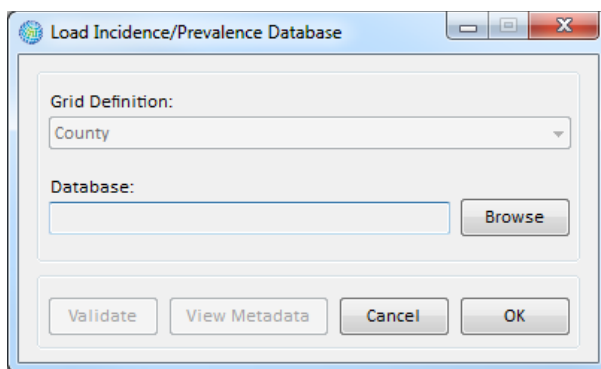 Load Incidence/Prevalence Database
Grid Definition:
County
Database:
Browse
Validate View Metadata Cancel OK